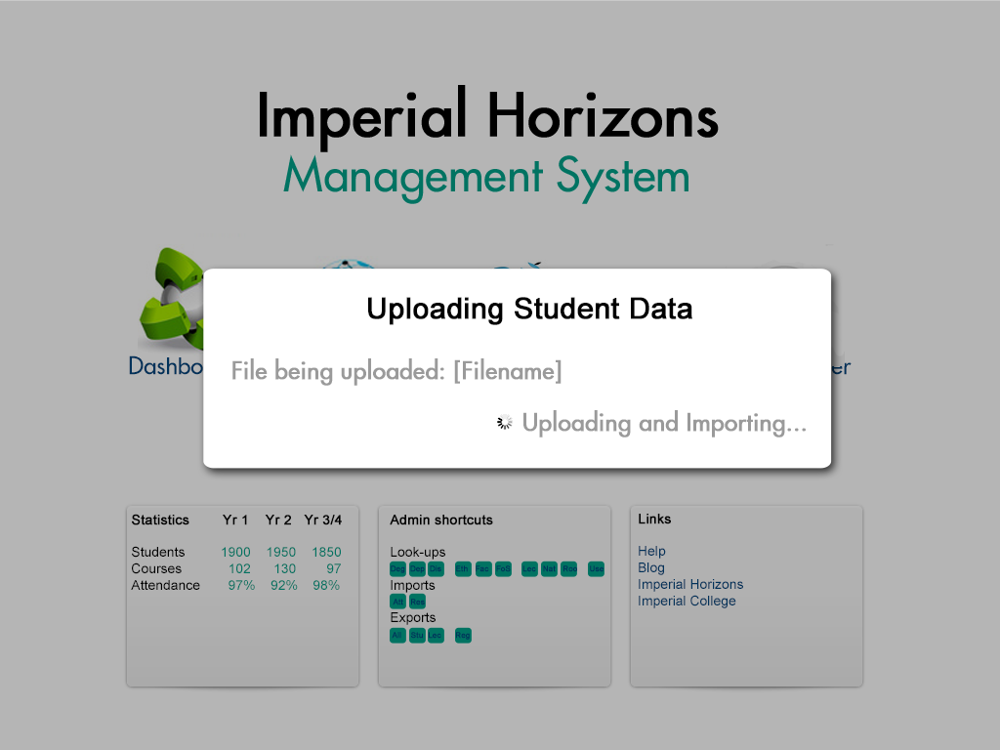 Imperial Horizons
Management System
Dashbo
er
Uploading Student Data
File being uploaded: [Filename]
Uploading and Importing...
Statistics Yr 1 Yr 2 Yr 3/4
Students 1900 1950 1850
Courses 102 130 97
Attendance 97% 92% 98%
Admin shortcuts
Look-ups
Deg Dep Dis Eth Fac FoS Lec Nat Roo Use
Imports
Att Res
Exports
All Stu Lec Reg
Links
Help
Blog
Imperial Horizons
Imperial College